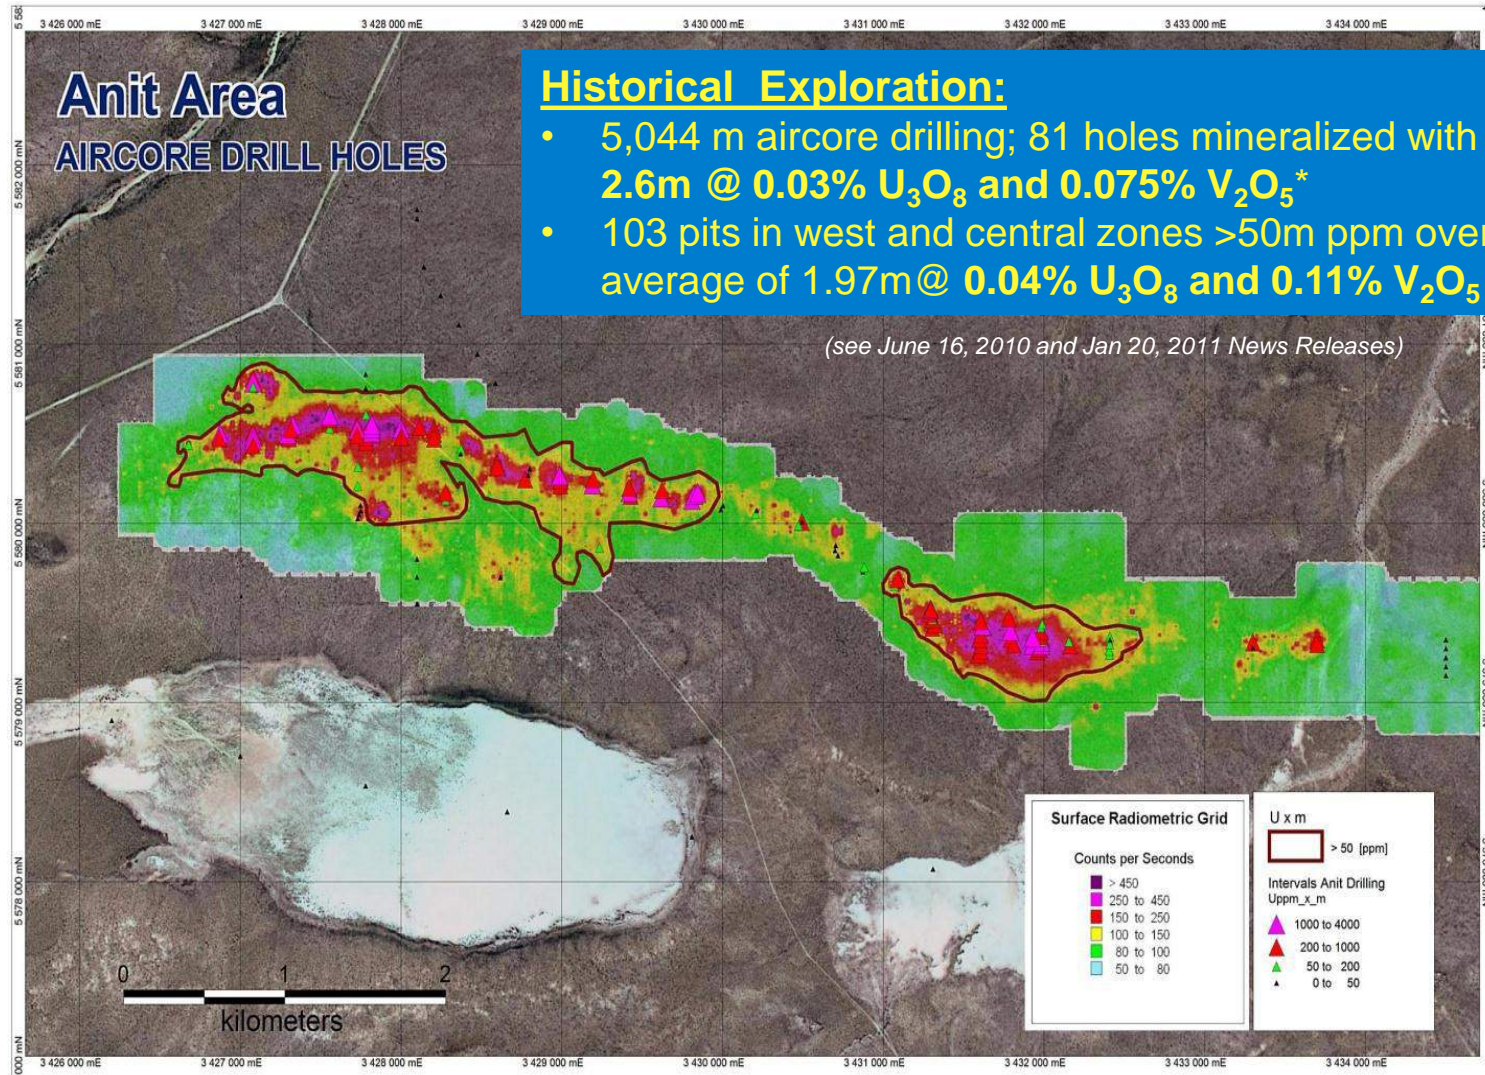 3 426 000 mE 3 427 000 mE 3 428 000 mE 3 429 000 mE 3 430 000 mE 3 431 000 mE 3 432 000 mE 3 433 000 mE 3 434 000 mE
Anit Area
AIRCORE DRILL HOLES
Historical Exploration:
• 5,044 m aircore drilling; 81 holes mineralized with
2.6m @ 0.03% U₃O₈ and 0.075% V₂O₅*
• 103 pits in west and central zones >50m ppm over
average of 1.97m@ 0.04% U₃O₈ and 0.11% V₂O₅
(see June 16, 2010 and Jan 20, 2011 News Releases)
5 582 000 mN
5 581 000 mN
5 580 000 mN
5 579 000 mN
5 578 000 mN
000 mN
Surface Radiometric Grid
Counts per Seconds
> 450
250 to 450
150 to 250
100 to 150
80 to 100
50 to 80
U x m
> 50 [ppm]
Intervals Anit Drilling
Uppm_x_m
1000 to 4000
200 to 1000
50 to 200
0 to 50
0 1 2
kilometers
3 426 000 mE 3 427 000 mE 3 428 000 mE 3 429 000 mE 3 430 000 mE 3 431 000 mE 3 432 000 mE 3 433 000 mE 3 434 000 mE